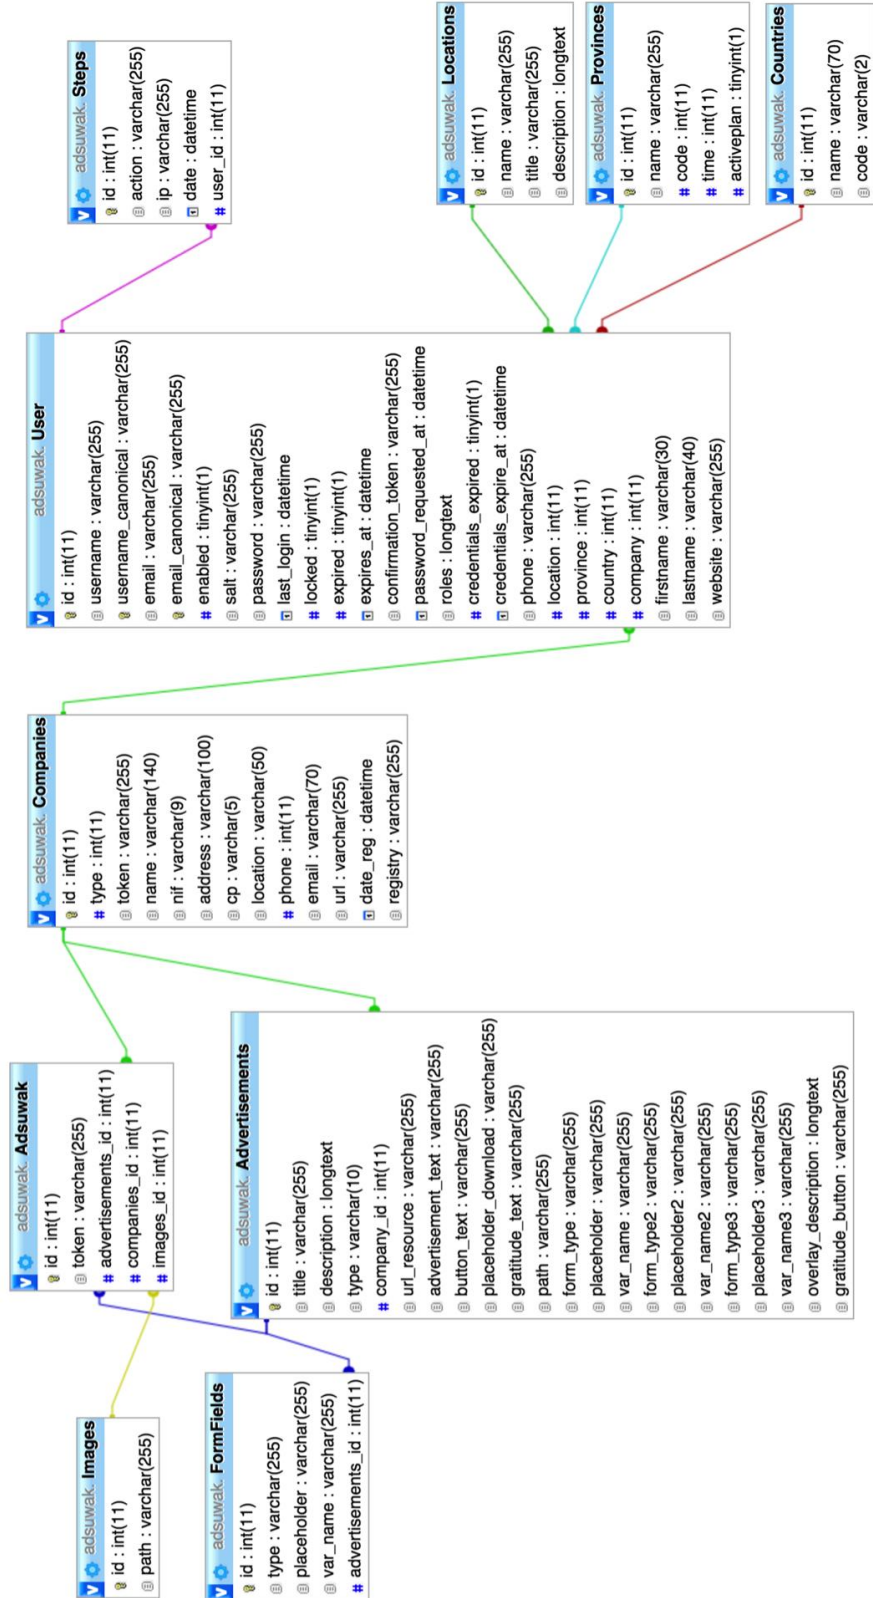 adsuwak. Images
id : int(11)
path : varchar(255)
adsuwak. FormFields
id : int(11)
type : varchar(255)
placeholder : varchar(255)
var_name : varchar(255)
advertisements_id : int(11)
adsuwak. Adsuwak
id : int(11)
token : varchar(255)
advertisements_id : int(11)
companies_id : int(11)
images_id : int(11)
adsuwak. Advertisements
id : int(11)
title : varchar(255)
description : longtext
type : varchar(10)
company_id : int(11)
url_resource : varchar(255)
advertisement_text : varchar(255)
button_text : varchar(255)
placeholder_download : varchar(255)
gratitude_text : varchar(255)
path : varchar(255)
form_type : varchar(255)
placeholder : varchar(255)
var_name : varchar(255)
form_type2 : varchar(255)
placeholder2 : varchar(255)
var_name2 : varchar(255)
form_type3 : varchar(255)
placeholder3 : varchar(255)
var_name3 : varchar(255)
overlay_description : longtext
gratitude_button : varchar(255)
adsuwak. Companies
id : int(11)
type : int(11)
token : varchar(255)
name : varchar(140)
nif : varchar(9)
address : varchar(100)
cp : varchar(5)
location : varchar(50)
phone : int(11)
email : varchar(70)
url : varchar(255)
date_reg : datetime
registry : varchar(255)
adsuwak. User
id : int(11)
username : varchar(255)
username_canonical : varchar(255)
email : varchar(255)
email_canonical : varchar(255)
enabled : tinyint(1)
salt : varchar(255)
password : varchar(255)
last_login : datetime
locked : tinyint(1)
expired : tinyint(1)
expires_at : datetime
confirmation_token : varchar(255)
password_requested_at : datetime
roles : longtext
credentials_expired : tinyint(1)
credentials_expire_at : datetime
phone : varchar(255)
location : int(11)
province : int(11)
country : int(11)
company : int(11)
firstname : varchar(30)
lastname : varchar(40)
website : varchar(255)
adsuwak. Steps
id : int(11)
action : varchar(255)
ip : varchar(255)
date : datetime
user_id : int(11)
adsuwak. Locations
id : int(11)
name : varchar(255)
title : varchar(255)
description : longtext
adsuwak. Provinces
id : int(11)
name : varchar(255)
code : int(11)
time : int(11)
activeplan : tinyint(1)
adsuwak. Countries
id : int(11)
name : varchar(70)
code : varchar(2)